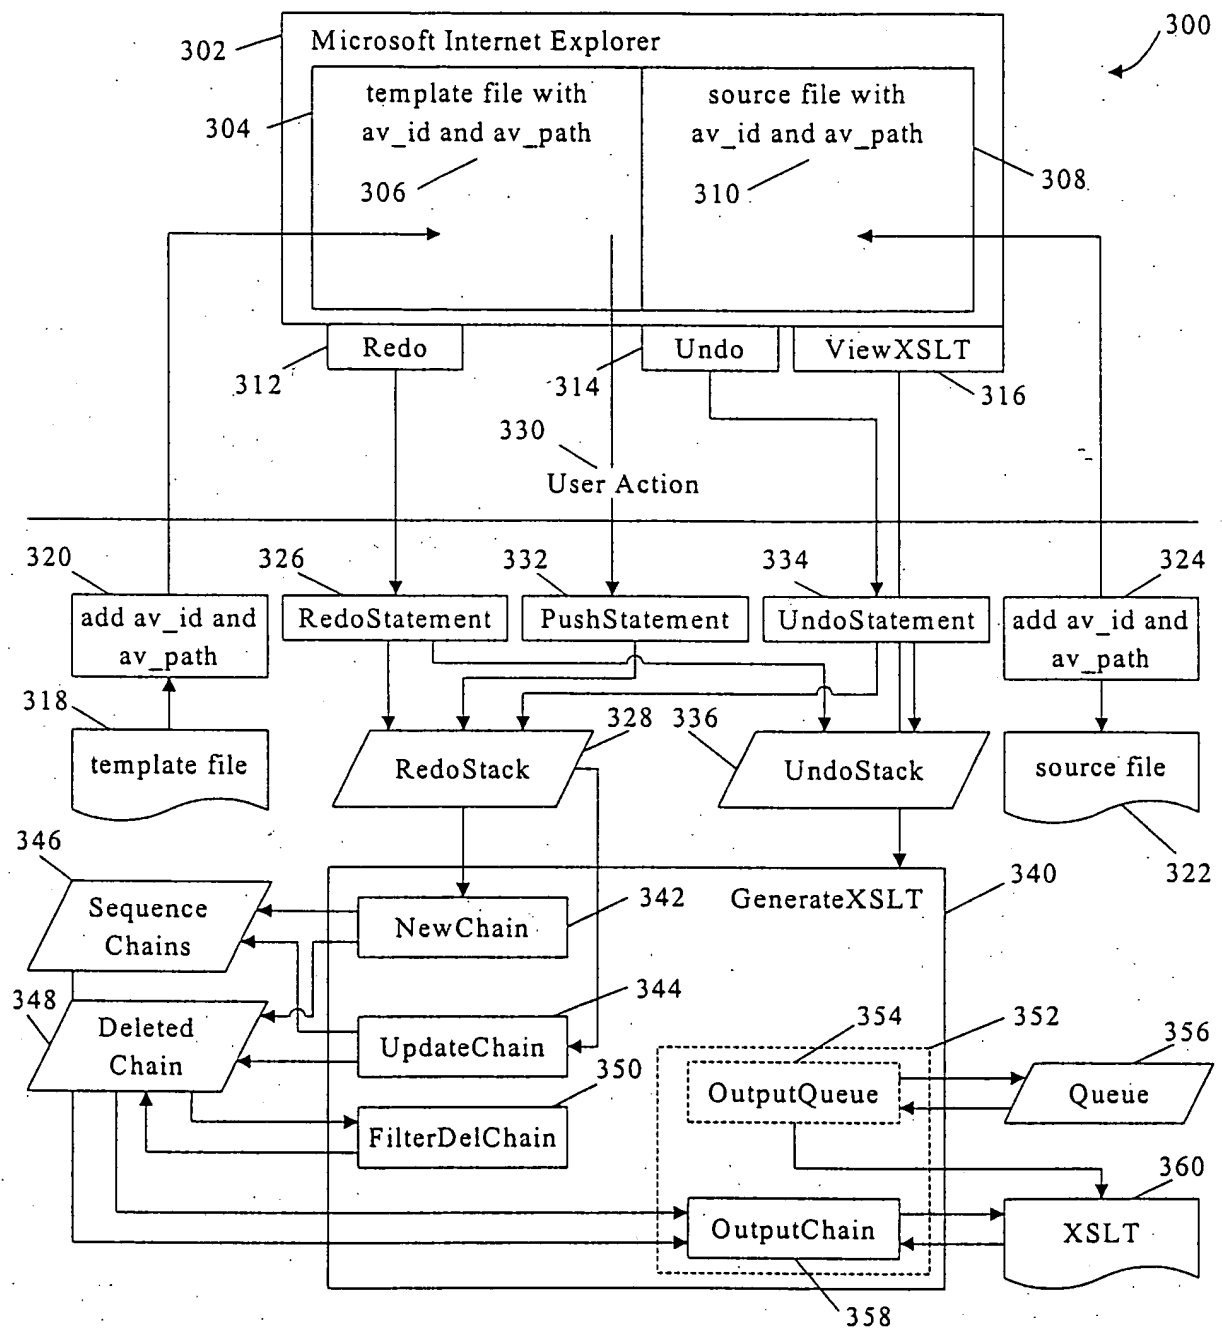 300
302
Microsoft Internet Explorer
304
template file with
av_id and av_path
306
source file with
av_id and av_path
310
308
Redo
312
Undo
314
ViewXSLT
316
330
User Action
320
add av_id and
av_path
326
RedoStatement
332
PushStatement
334
UndoStatement
324
add av_id and
av_path
318
template file
328
RedoStack
336
UndoStack
source file
322
346
Sequence
Chains
GenerateXSLT
340
NewChain
342
348
Deleted
Chain
344
UpdateChain
350
FilterDelChain
354
352
OutputQueue
356
Queue
360
OutputChain
XSLT
358